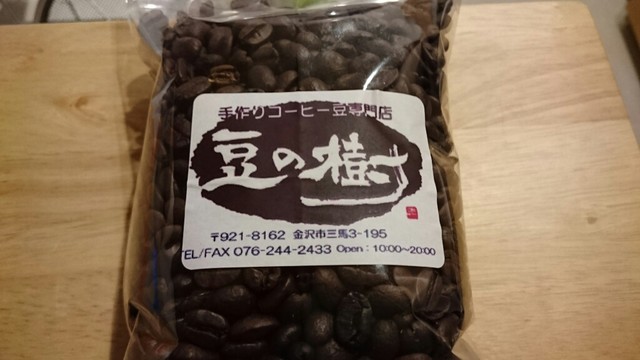 手作りコーヒー豆専門店
豆の樹
〒921-8162 金沢市三馬3-195
TEL/FAX 076-244-2433 Open：10:00～20:00